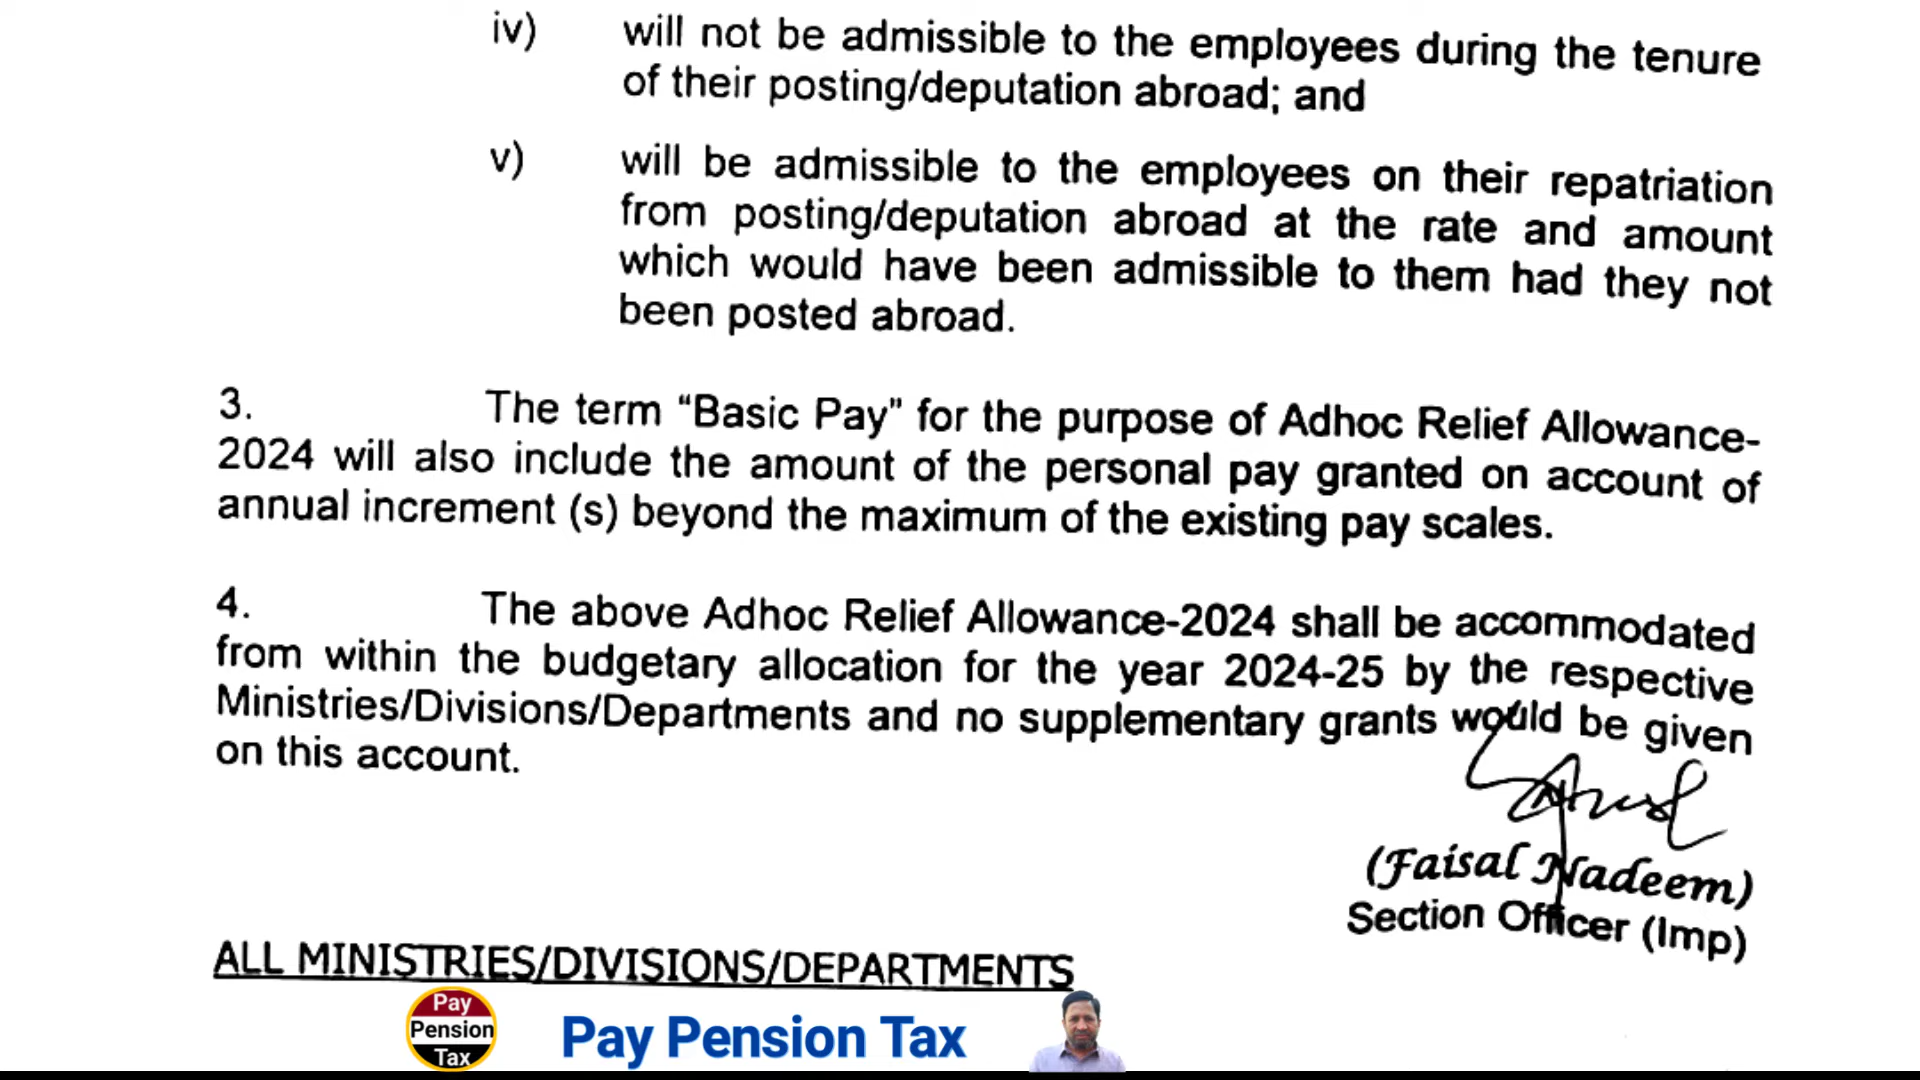 iv) will not be admissible to the employees during the tenure
of their posting/deputation abroad; and
v) will be admissible to the employees on their repatriation
from posting/deputation abroad at the rate and amount
which would have been admissible to them had they not
been posted abroad.
3. The term “Basic Pay” for the purpose of Adhoc Relief Allowance-
2024 will also include the amount of the personal pay granted on account of
annual increment (s) beyond the maximum of the existing pay scales.
4. The above Adhoc Relief Allowance-2024 shall be accommodated
from within the budgetary allocation for the year 2024-25 by the respective
Ministries/Divisions/Departments and no supplementary grants would be given
on this account.
(Faisal Nadeem)
Section Officer (Imp)
ALL MINISTRIES/DIVISIONS/DEPARTMENTS
Pay
Pension
Tax
Pay Pension Tax